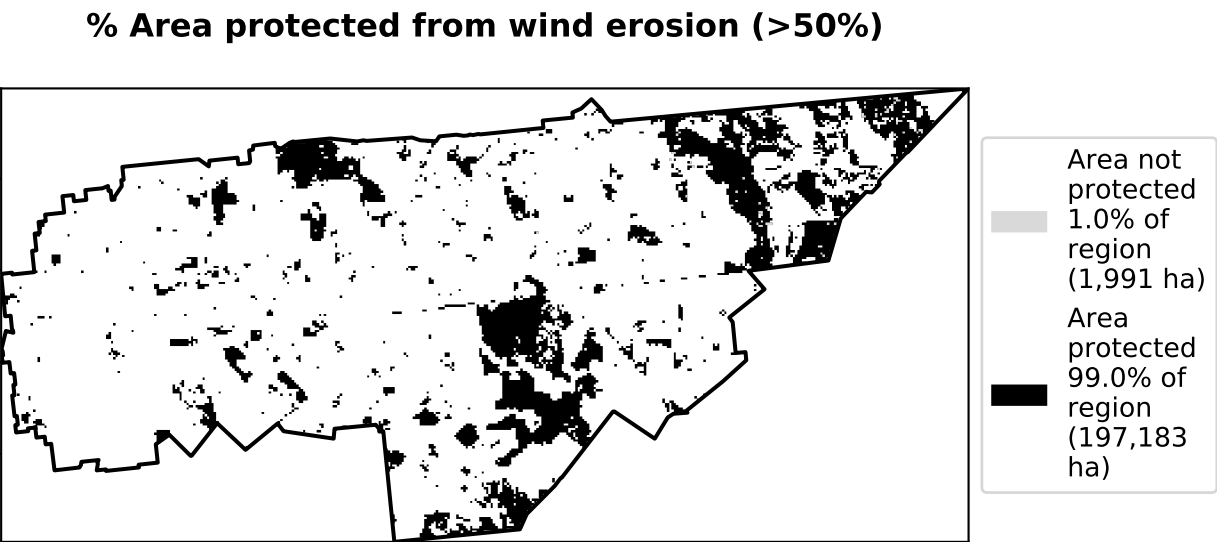 % Area protected from wind erosion (>50%)
Area not
protected
1.0% of
region
(1,991 ha)
Area
protected
99.0% of
region
(197,183
ha)